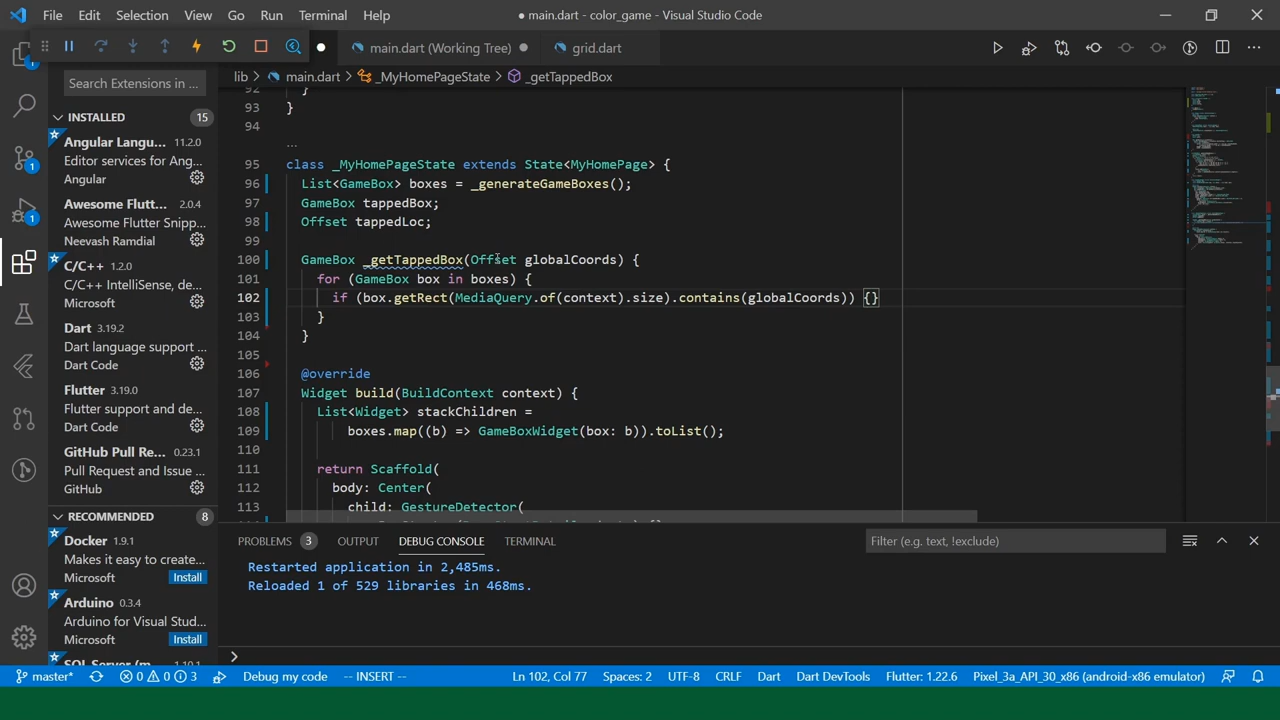 File Edit Selection View Go Run Terminal Help
● main.dart - color_game - Visual Studio Code
main.dart (Working Tree) ●
grid.dart
lib > main.dart > _MyHomePageState > _getTappedBox
Search Extensions in ...
INSTALLED 15
Angular Langu... 11.2.0
Editor services for Ang...
Angular
Awesome Flutt... 2.0.4
Awesome Flutter Snipp...
Neevash Ramdial
C/C++ 1.2.0
C/C++ IntelliSense, de...
Microsoft
Dart 3.19.2
Dart language support ...
Dart Code
Flutter 3.19.0
Flutter support and de...
Dart Code
GitHub Pull Re... 0.23.1
Pull Request and Issue ...
GitHub
RECOMMENDED 8
Docker 1.9.1
Makes it easy to create...
Microsoft Install
Arduino 0.3.4
Arduino for Visual Stud...
Microsoft Install
1
1
1
92 }
93 }
94
...
95 class _MyHomePageState extends State<MyHomePage> {
96 List<GameBox> boxes = _generateGameBoxes();
97 GameBox tappedBox;
98 Offset tappedLoc;
99
100 GameBox _getTappedBox(Offset globalCoords) {
101 for (GameBox box in boxes) {
102 if (box.getRect(MediaQuery.of(context).size).contains(globalCoords)) {}
103 }
104 }
105
106 @override
107 Widget build(BuildContext context) {
108 List<Widget> stackChildren =
109 boxes.map((b) => GameBoxWidget(box: b)).toList();
110
111 return Scaffold(
112 body: Center(
113 child: GestureDetector(
PROBLEMS 3 OUTPUT DEBUG CONSOLE TERMINAL
Filter (e.g. text, !exclude)
Restarted application in 2,485ms.
Reloaded 1 of 529 libraries in 468ms.
>
master* 0 0 3 Debug my code -- INSERT -- Ln 102, Col 77 Spaces: 2 UTF-8 CRLF Dart Dart DevTools Flutter: 1.22.6 Pixel_3a_API_30_x86 (android-x86 emulator)